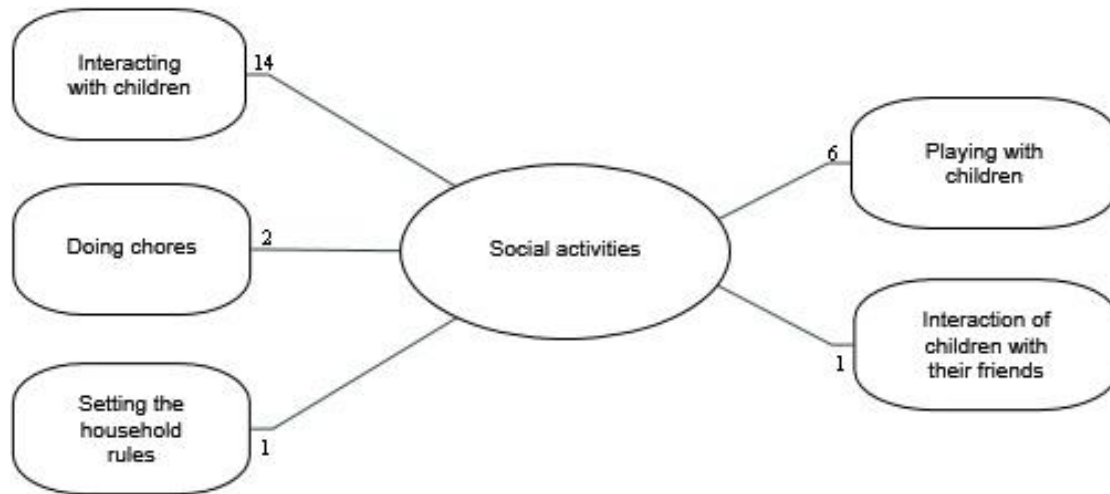 Interacting
with children
14
Doing chores
2
Setting the
household
rules
1
Social activities
6
Playing with
children
1
Interaction of
children with
their friends